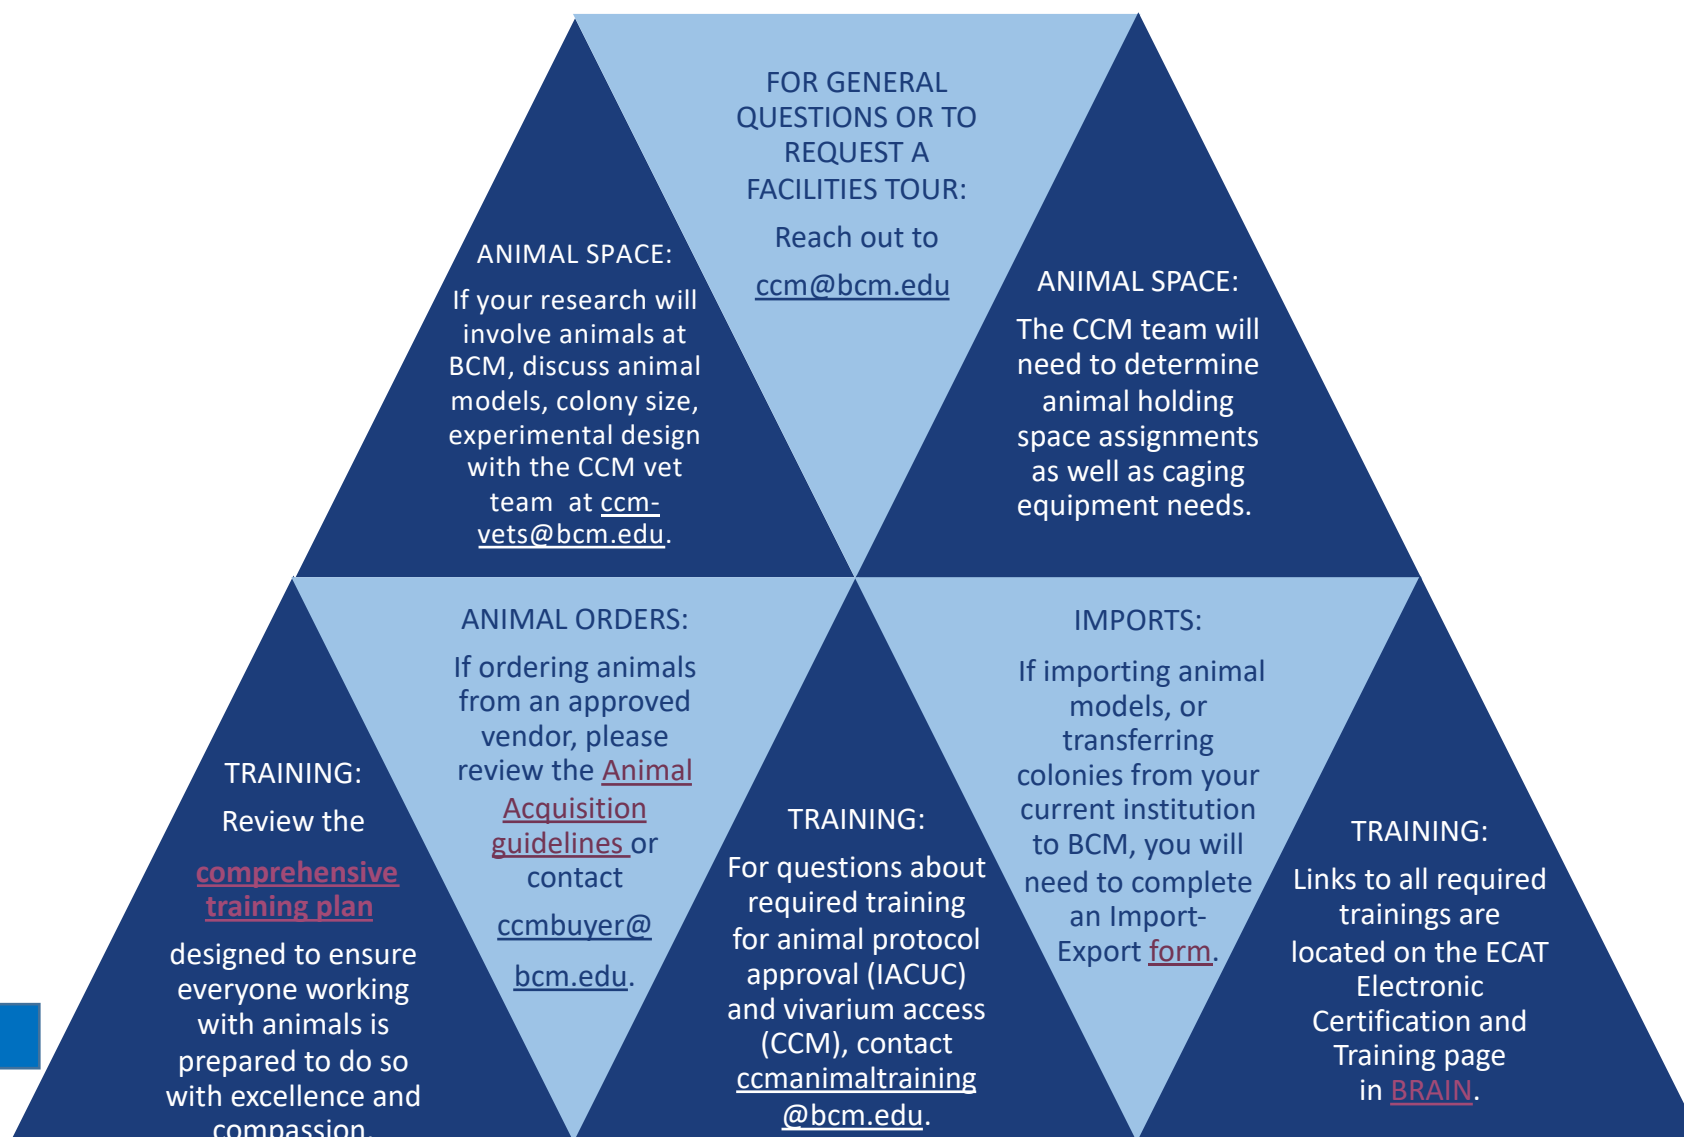 FOR GENERAL
QUESTIONS OR TO
REQUEST A
FACILITIES TOUR:
Reach out to
ccm@bcm.edu
ANIMAL SPACE:
If your research will
involve animals at
BCM, discuss animal
models, colony size,
experimental design
with the CCM vet
team at ccm-
vets@bcm.edu.
ANIMAL SPACE:
The CCM team will
need to determine
animal holding
space assignments
as well as caging
equipment needs.
TRAINING:
Review the
comprehensive
training plan
designed to ensure
everyone working
with animals is
prepared to do so
with excellence and
compassion.
ANIMAL ORDERS:
If ordering animals
from an approved
vendor, please
review the Animal
Acquisition
guidelines or
contact
ccmbuyer@
bcm.edu.
TRAINING:
For questions about
required training
for animal protocol
approval (IACUC)
and vivarium access
(CCM), contact
ccmanimaltraining
@bcm.edu.
IMPORTS:
If importing animal
models, or
transferring
colonies from your
current institution
to BCM, you will
need to complete
an Import-
Export form.
TRAINING:
Links to all required
trainings are
located on the ECAT
Electronic
Certification and
Training page
in BRAIN.